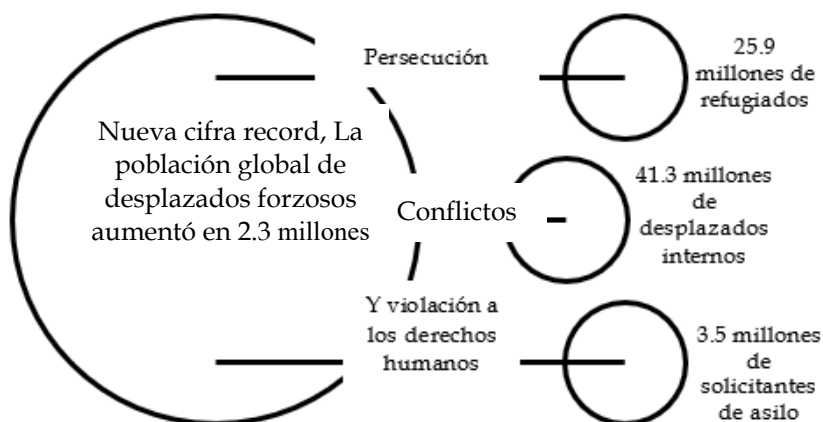 Persecución
25.9
millones de
refugiados
Nueva cifra record, La
población global de
desplazados forzosos
aumentó en 2.3 millones
Conflictos
41.3 millones
de
desplazados
internos
Y violación a
los derechos
humanos
3.5 millones
de
solicitantes
de asilo